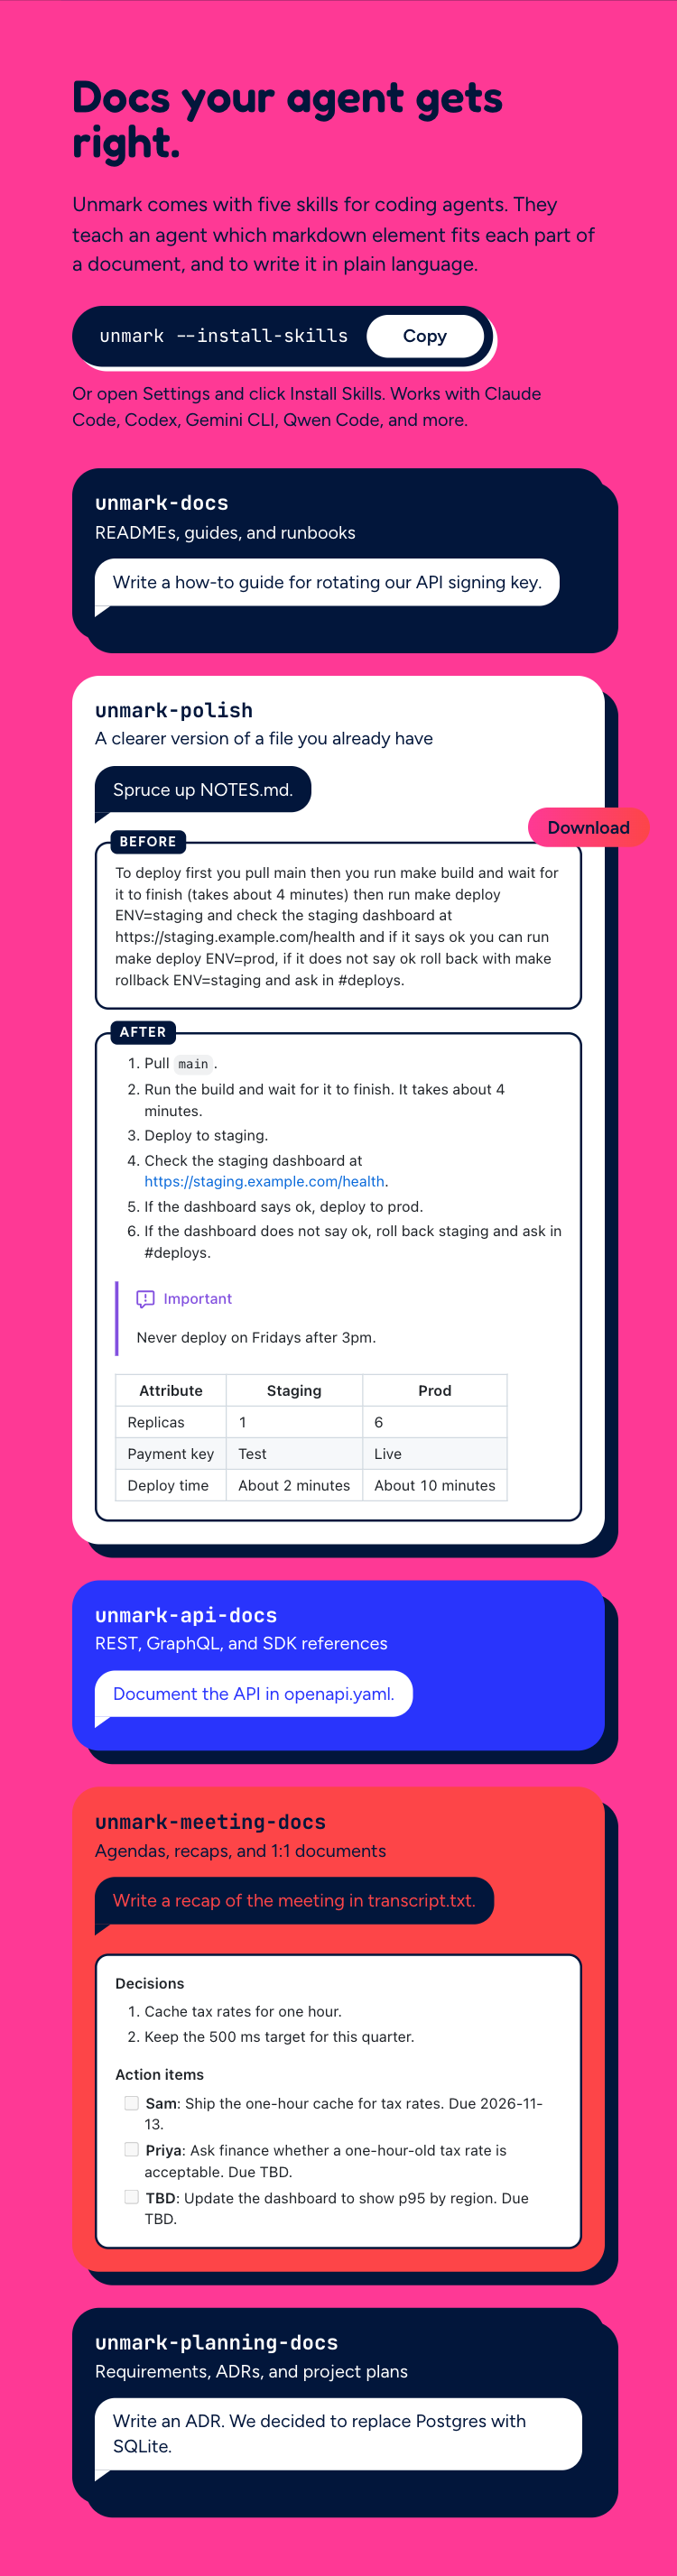 Docs your agent gets
right.
Unmark comes with five skills for coding agents. They
teach an agent which markdown element fits each part of
a document, and to write it in plain language.
unmark --install-skills
Copy
Or open Settings and click Install Skills. Works with Claude
Code, Codex, Gemini CLI, Qwen Code, and more.
unmark-docs
READMEs, guides, and runbooks
Write a how-to guide for rotating our API signing key.
unmark-polish
A clearer version of a file you already have
Spruce up NOTES.md.
Download
BEFORE
To deploy first you pull main then you run make build and wait for
it to finish (takes about 4 minutes) then run make deploy
ENV=staging and check the staging dashboard at
https://staging.example.com/health and if it says ok you can run
make deploy ENV=prod, if it does not say ok roll back with make
rollback ENV=staging and ask in #deploys.
AFTER
1. Pull main.
2. Run the build and wait for it to finish. It takes about 4
minutes.
3. Deploy to staging.
4. Check the staging dashboard at
https://staging.example.com/health.
5. If the dashboard says ok, deploy to prod.
6. If the dashboard does not say ok, roll back staging and ask in
#deploys.
Important
Never deploy on Fridays after 3pm.
Attribute Staging Prod
Replicas 1 6
Payment key Test Live
Deploy time About 2 minutes About 10 minutes
unmark-api-docs
REST, GraphQL, and SDK references
Document the API in openapi.yaml.
unmark-meeting-docs
Agendas, recaps, and 1:1 documents
Write a recap of the meeting in transcript.txt.
Decisions
1. Cache tax rates for one hour.
2. Keep the 500 ms target for this quarter.
Action items
Sam: Ship the one-hour cache for tax rates. Due 2026-11-
13.
Priya: Ask finance whether a one-hour-old tax rate is
acceptable. Due TBD.
TBD: Update the dashboard to show p95 by region. Due
TBD.
unmark-planning-docs
Requirements, ADRs, and project plans
Write an ADR. We decided to replace Postgres with
SQLite.